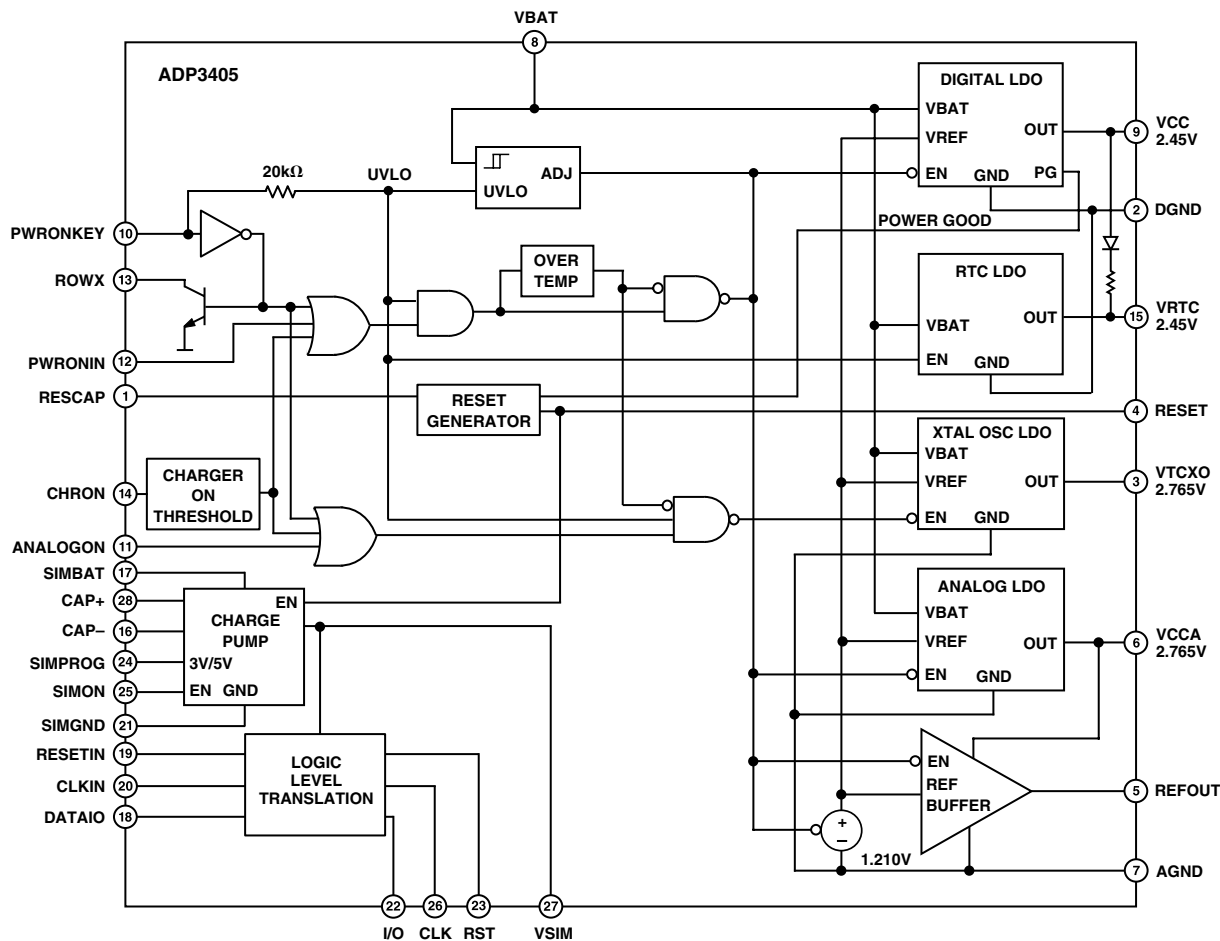 VBAT
8
ADP3405
DIGITAL LDO
VBAT
VREF
OUT
EN
GND
PG
9
VCC
2.45V
20kΩ
UVLO
ADJ
UVLO
PWRONKEY
10
POWER GOOD
2
DGND
ROWX
13
OVER
TEMP
RTC LDO
VBAT
OUT
EN
GND
15
VRTC
2.45V
PWRONIN
12
RESCAP
1
RESET
GENERATOR
4
RESET
XTAL OSC LDO
VBAT
VREF
OUT
EN
GND
3
VTCXO
2.765V
CHRON
14
CHARGER
ON
THRESHOLD
ANALOGON
11
SIMBAT
17
CAP+
28
CAP–
16
SIMPROG
24
SIMON
25
SIMGND
21
EN
CHARGE
PUMP
3V/5V
EN GND
ANALOG LDO
VBAT
VREF
OUT
EN
GND
6
VCCA
2.765V
RESETIN
19
CLKIN
20
DATAIO
18
LOGIC
LEVEL
TRANSLATION
EN
REF
BUFFER
5
REFOUT
+
–
1.210V
7
AGND
22
26
23
27
I/O
CLK
RST
VSIM